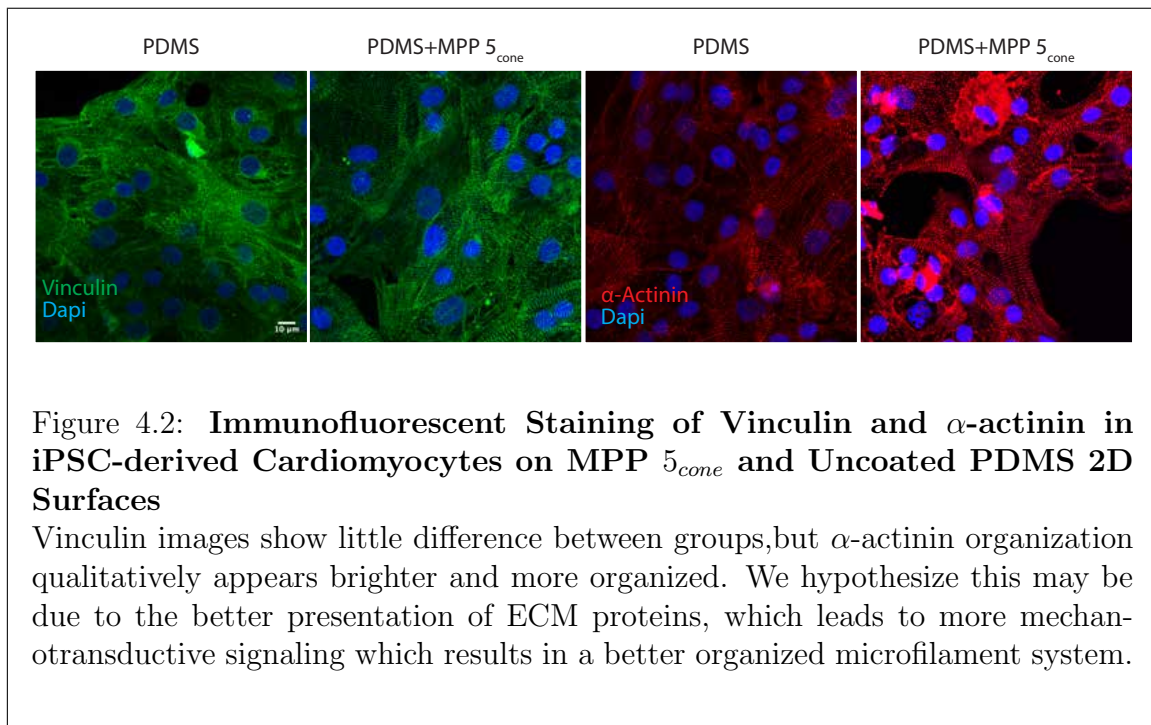 PDMS PDMS+MPP 5cone PDMS PDMS+MPP 5cone
Vinculin
Dapi
10 µm
α-Actinin
Dapi
Figure 4.2: Immunofluorescent Staining of Vinculin and α-actinin in
iPSC-derived Cardiomyocytes on MPP 5cone and Uncoated PDMS 2D
Surfaces
Vinculin images show little difference between groups,but α-actinin organization
qualitatively appears brighter and more organized. We hypothesize this may be
due to the better presentation of ECM proteins, which leads to more mechan-
otransductive signaling which results in a better organized microfilament system.